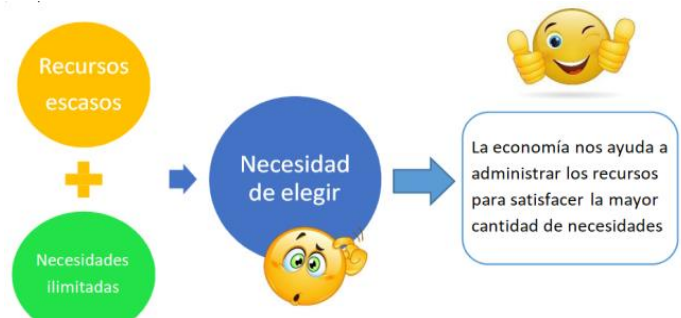 Recursos
escasos
Necesidades
ilimitadas
Necesidad
de elegir
La economía nos ayuda a
administrar los recursos
para satisfacer la mayor
cantidad de necesidades